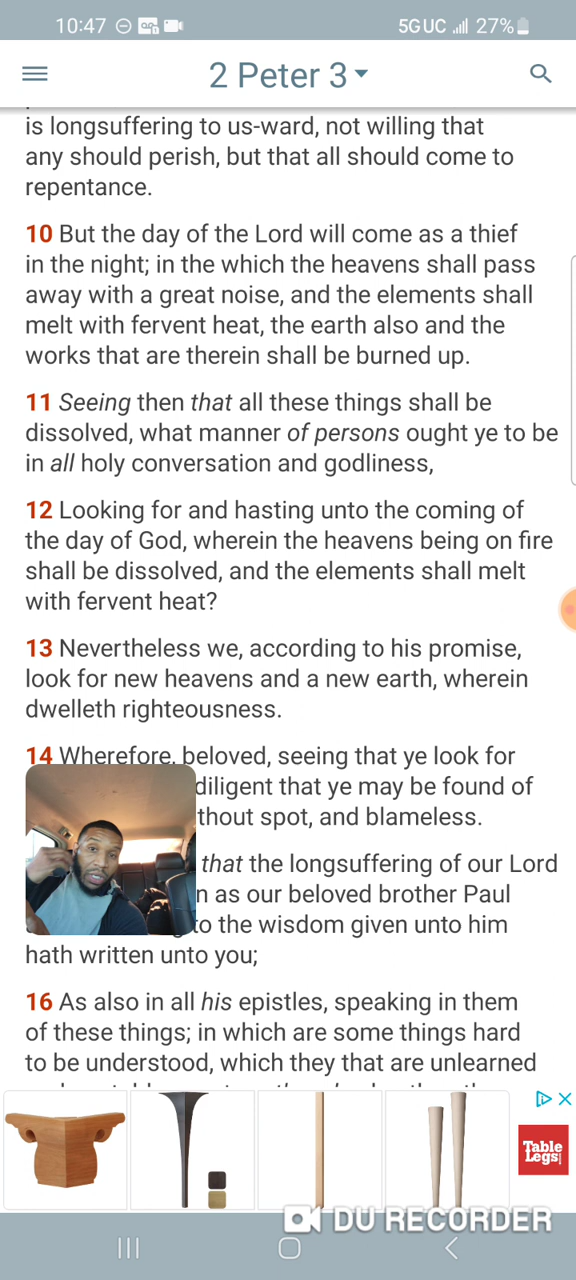 10:47
5GUC 27%
2 Peter 3
is longsuffering to us-ward, not willing that
any should perish, but that all should come to
repentance.
10 But the day of the Lord will come as a thief
in the night; in the which the heavens shall pass
away with a great noise, and the elements shall
melt with fervent heat, the earth also and the
works that are therein shall be burned up.
11 Seeing then that all these things shall be
dissolved, what manner of persons ought ye to be
in all holy conversation and godliness,
12 Looking for and hasting unto the coming of
the day of God, wherein the heavens being on fire
shall be dissolved, and the elements shall melt
with fervent heat?
13 Nevertheless we, according to his promise,
look for new heavens and a new earth, wherein
dwelleth righteousness.
14 Wherefore, beloved, seeing that ye look for
diligent that ye may be found of
thout spot, and blameless.
that the longsuffering of our Lord
n as our beloved brother Paul
to the wisdom given unto him
hath written unto you;
16 As also in all his epistles, speaking in them
of these things; in which are some things hard
to be understood, which they that are unlearned
Table
Legs
DU RECORDER